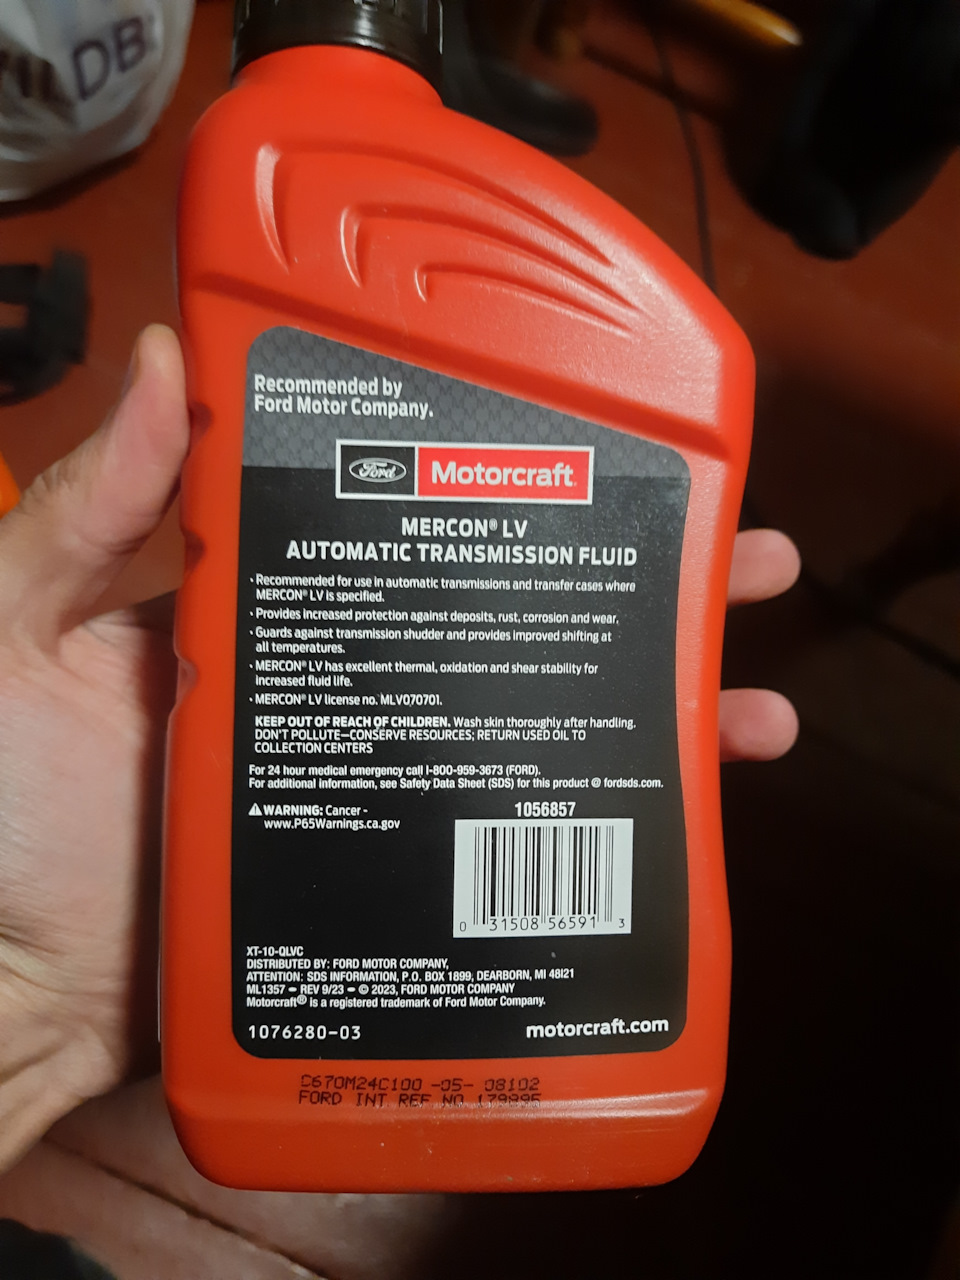 DB
Recommended by
Ford Motor Company.
Ford Motorcraft
MERCON® LV
AUTOMATIC TRANSMISSION FLUID
• Recommended for use in automatic transmissions and transfer cases where
MERCON® LV is specified.
• Provides increased protection against deposits, rust, corrosion and wear.
• Guards against transmission shudder and provides improved shifting at
all temperatures.
• MERCON® LV has excellent thermal, oxidation and shear stability for
increased fluid life.
• MERCON® LV license no. MLV070701.
KEEP OUT OF REACH OF CHILDREN. Wash skin thoroughly after handling.
DON'T POLLUTE—CONSERVE RESOURCES; RETURN USED OIL TO
COLLECTION CENTERS
For 24 hour medical emergency call 1-800-959-3673 (FORD).
For additional information, see Safety Data Sheet (SDS) for this product @ fordsds.com.
⚠ WARNING: Cancer -
www.P65Warnings.ca.gov
1056857
0 31508 56591 3
XT-10-QLVC
DISTRIBUTED BY: FORD MOTOR COMPANY,
ATTENTION: SDS INFORMATION, P.O. BOX 1899, DEARBORN, MI 48121
ML1357 – REV 9/23 – © 2023, FORD MOTOR COMPANY
Motorcraft® is a registered trademark of Ford Motor Company.
1076280-03
motorcraft.com
C670M24C100 -05- 08102
FORD INT REF NO